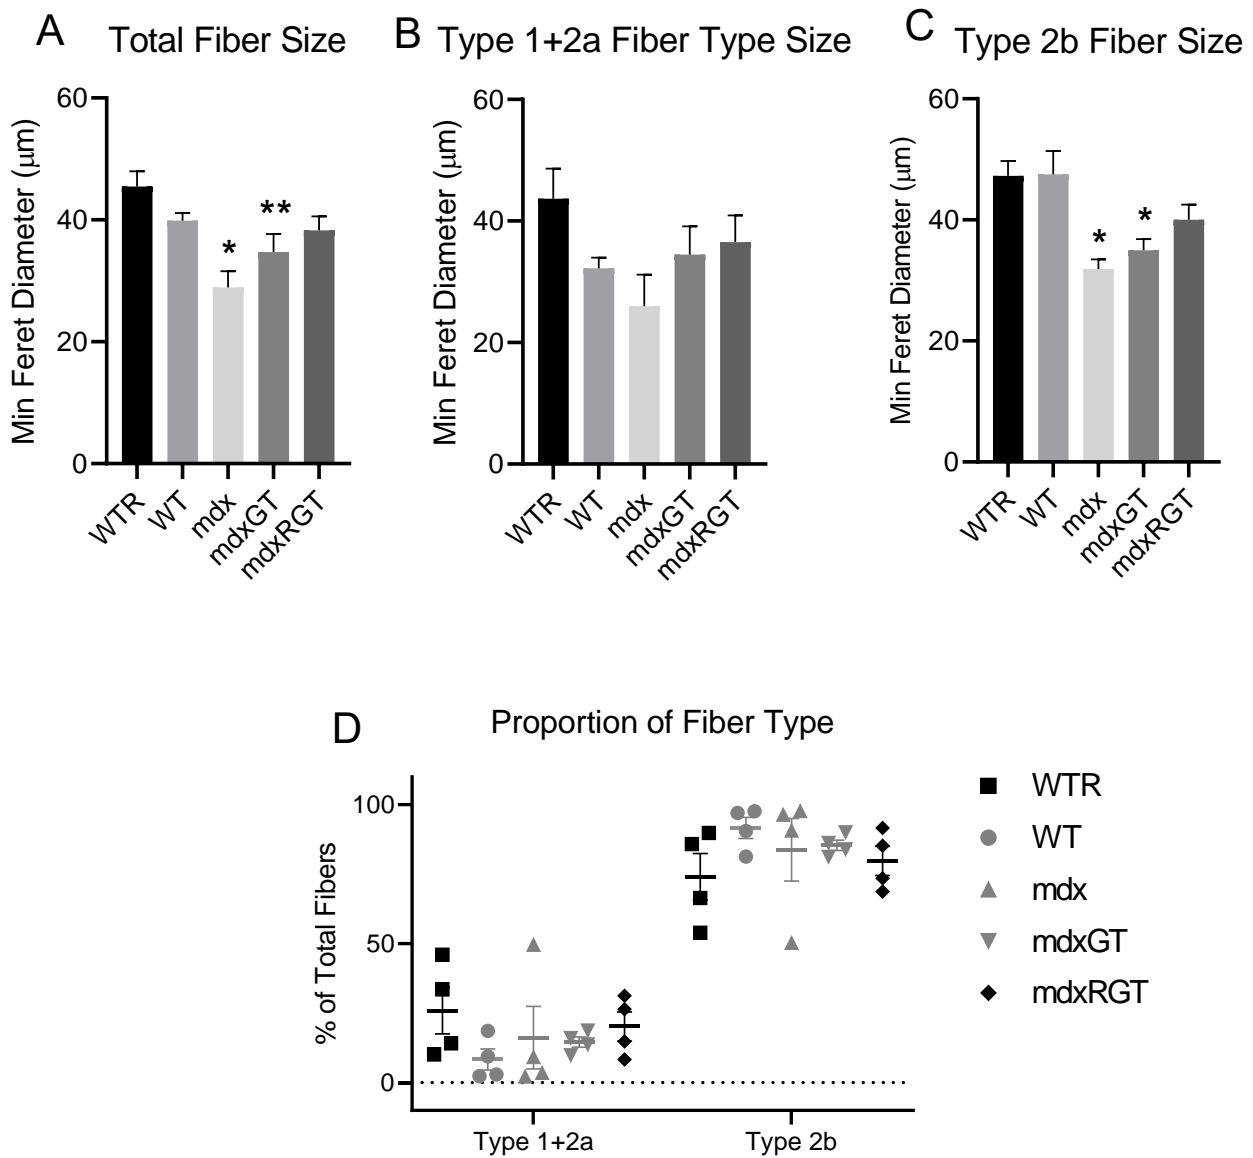 A Total Fiber Size
Min Feret Diameter (μm)
60
40
20
0
*
**
WTR
WT
mdx
mdxGT
mdxRGT
B Type 1+2a Fiber Type Size
Min Feret Diameter (μm)
60
40
20
0
WTR
WT
mdx
mdxGT
mdxRGT
C Type 2b Fiber Size
Min Feret Diameter (μm)
60
40
20
0
*
*
WTR
WT
mdx
mdxGT
mdxRGT
D Proportion of Fiber Type
% of Total Fibers
100
50
0
Type 1+2a
Type 2b
WTR
WT
mdx
mdxGT
mdxRGT